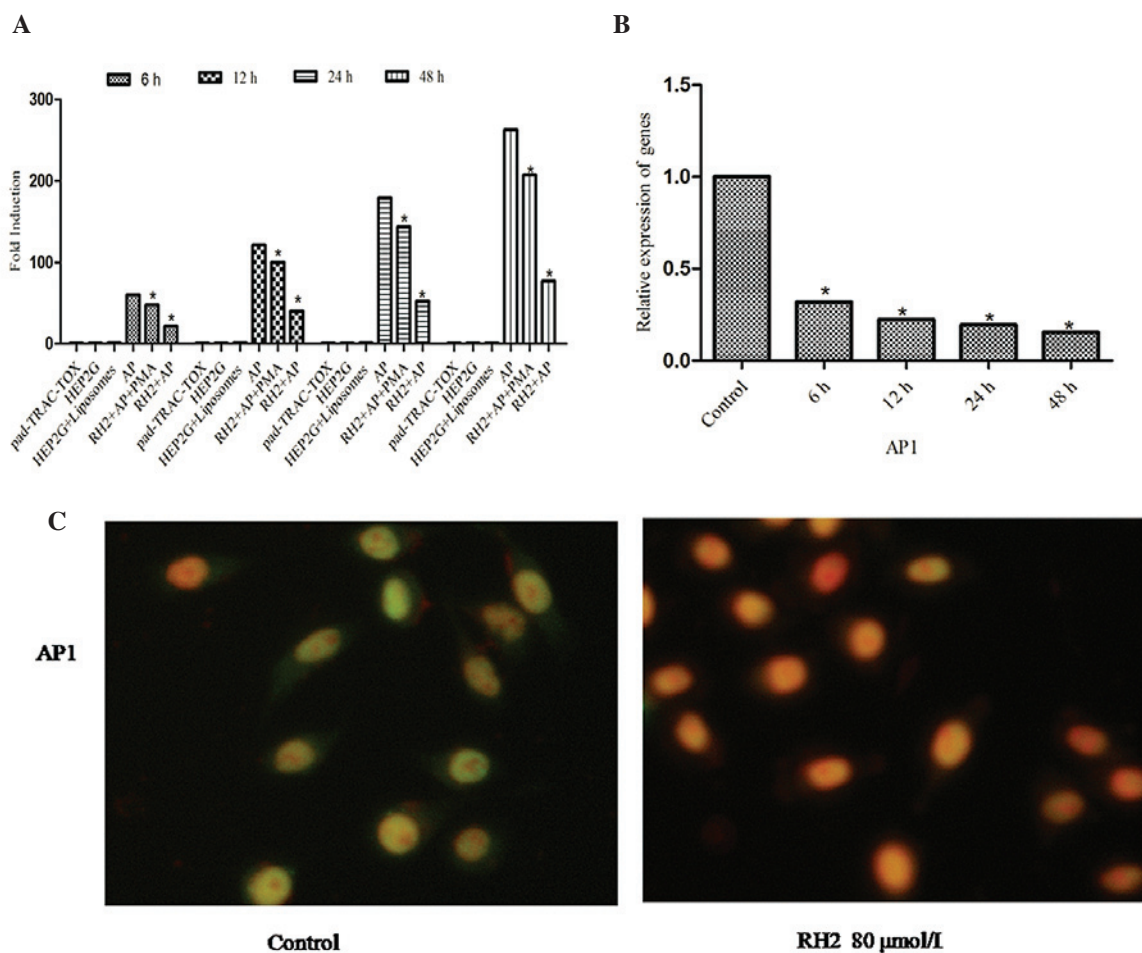 A
6 h 12 h 24 h 48 h
Fold Induction
300
200
100
0
* * * * * * * *
pad-TRAC-TOX
HEP2G
HEP2G+Liposomes
AP
RH2+AP+PMA
RH2+AP
pad-TRAC-TOX
HEP2G
HEP2G+Liposomes
AP
RH2+AP+PMA
RH2+AP
pad-TRAC-TOX
HEP2G
HEP2G+Liposomes
AP
RH2+AP+PMA
RH2+AP
pad-TRAC-TOX
HEP2G
HEP2G+Liposomes
AP
RH2+AP+PMA
RH2+AP
B
Relative expression of genes
1.5
1.0
0.5
0.0
* * * *
Control
6 h
12 h
24 h
48 h
AP1
C
AP1
Control
RH2 80 μmol/L